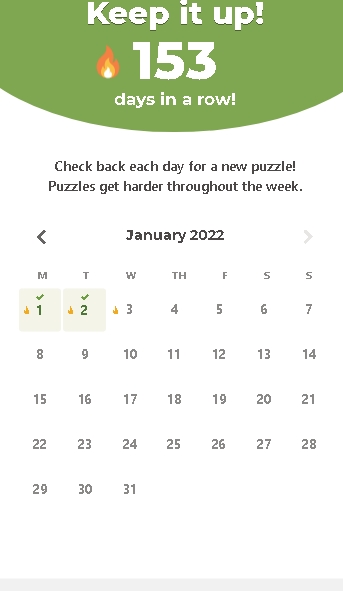 Keep it up!
153
days in a row!
Check back each day for a new puzzle!
Puzzles get harder throughout the week.
January 2022
M T W TH F S S
1 2 3 4 5 6 7
8 9 10 11 12 13 14
15 16 17 18 19 20 21
22 23 24 25 26 27 28
29 30 31